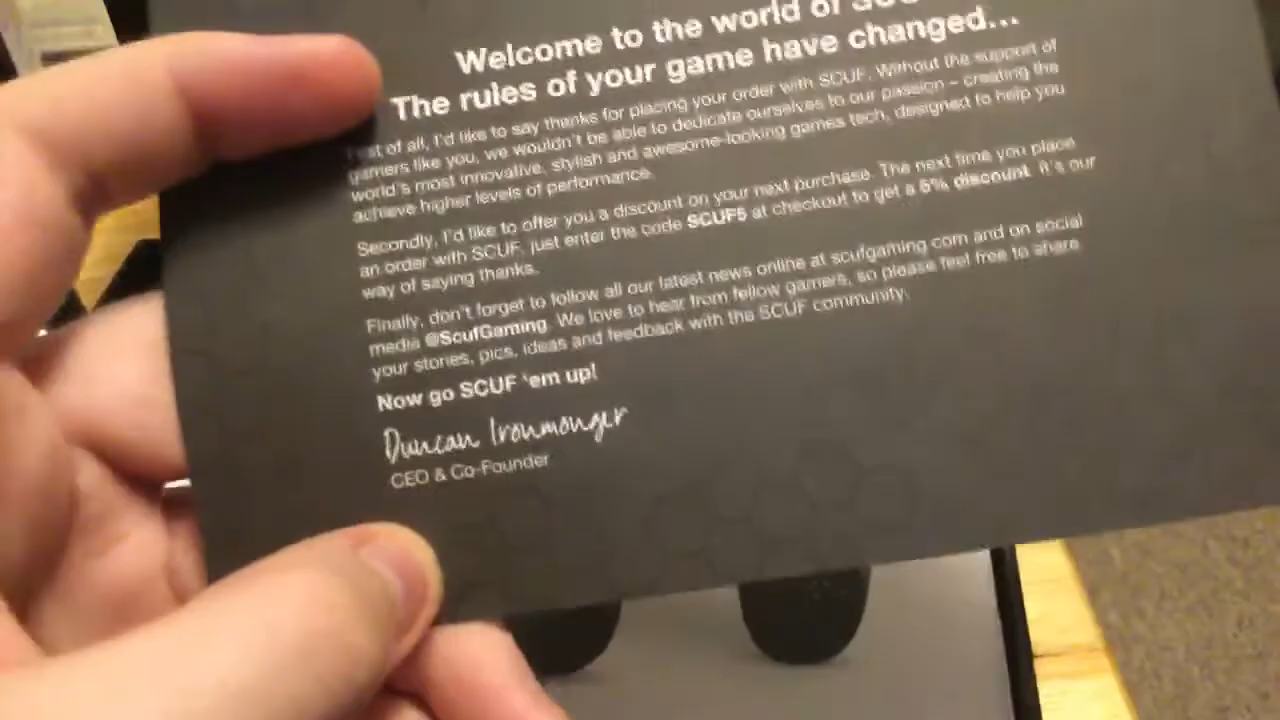 Welcome to the world of
The rules of your game have changed...
First of all, I'd like to say thanks for placing your order with SCUF. Without the support of
gamers like you, we wouldn't be able to dedicate ourselves to our passion – creating the
world's most innovative, stylish and awesome-looking games tech, designed to help you
achieve higher levels of performance.
Secondly, I'd like to offer you a discount on your next purchase. The next time you place
an order with SCUF, just enter the code SCUF5 at checkout to get a 5% discount. It's our
way of saying thanks.
Finally, don't forget to follow all our latest news online at scufgaming.com and on social
media @ScufGaming. We love to hear from fellow gamers, so please feel free to share
your stories, pics, ideas and feedback with the SCUF community.
Now go SCUF 'em up!
Duncan Ironmonger
CEO & Co-Founder